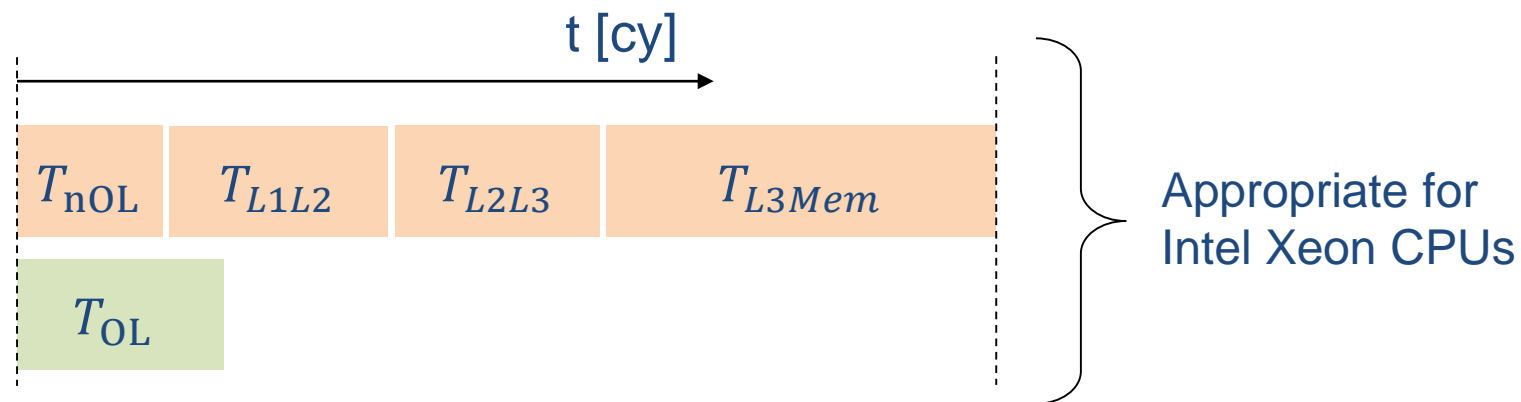 t [cy]
T_nOL T_L1L2 T_L2L3 T_L3Mem
T_OL
Appropriate for
Intel Xeon CPUs